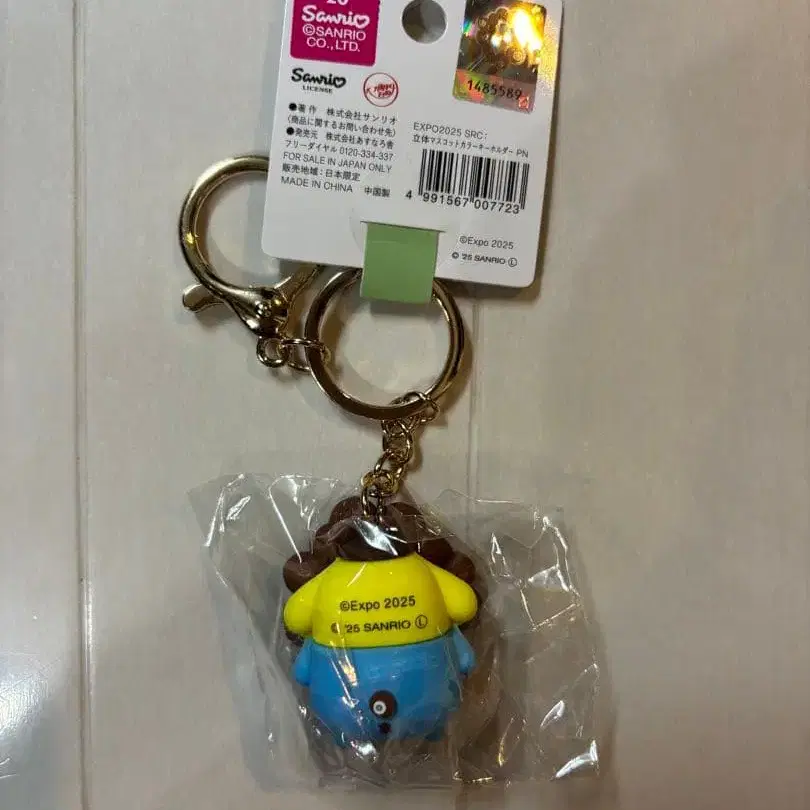 Sanrio
©SANRIO
CO., LTD.
Sanrio
LICENSE
●著作 株式会社サンリオ
(商品に関するお問い合わせ先)
●発売元 株式会社あすなろ舎
フリーダイヤル 0120-334-337
FOR SALE IN JAPAN ONLY
販売地域:日本限定
MADE IN CHINA 中国製
1485589
EXPO2025 SRC:
立体マスコットカラーキーホルダー PN
4 991567 007723
©Expo 2025
© '25 SANRIO Ⓛ
©Expo 2025
© '25 SANRIO Ⓛ